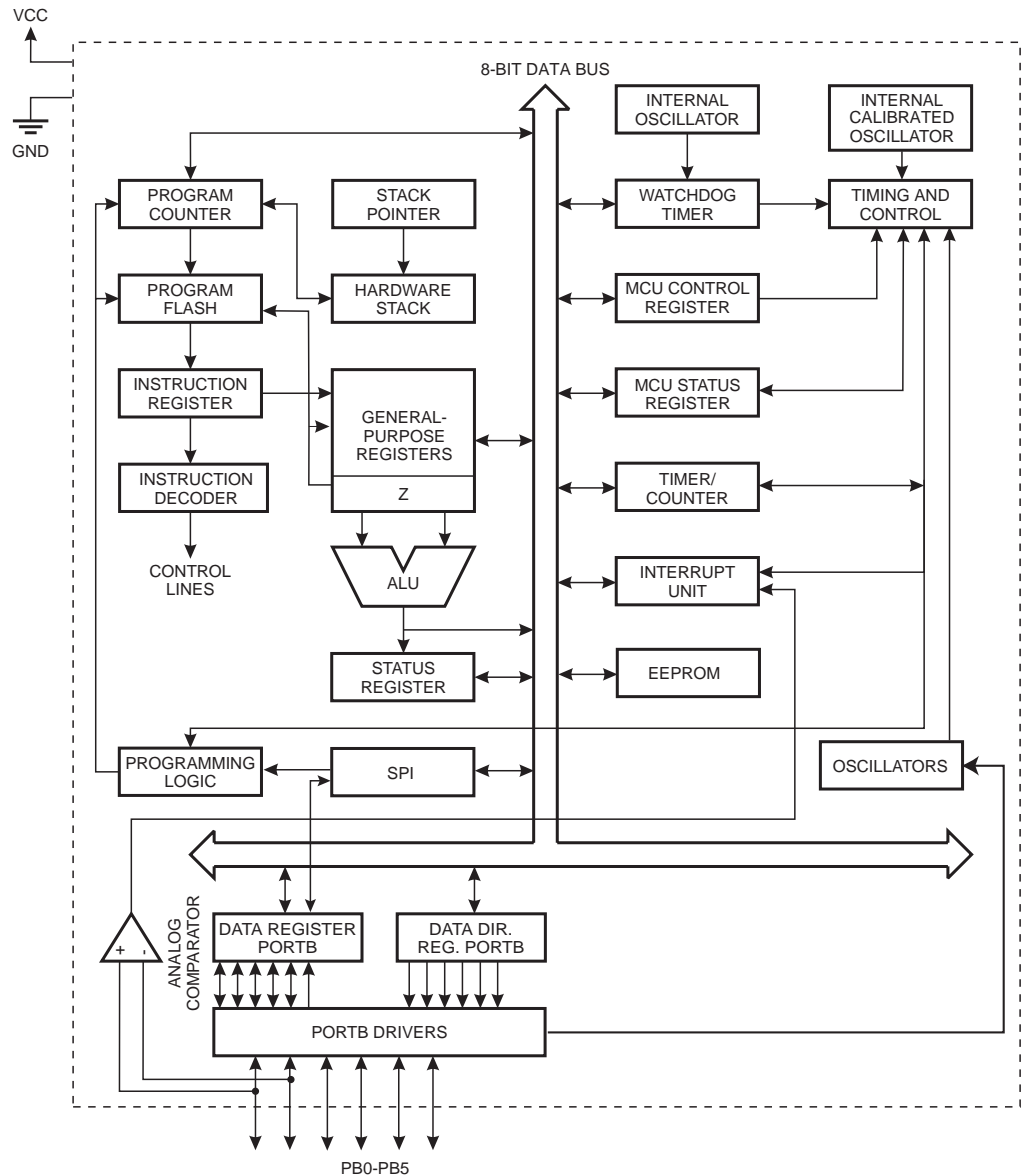 VCC
8-BIT DATA BUS
GND
INTERNAL
OSCILLATOR
INTERNAL
CALIBRATED
OSCILLATOR
PROGRAM
COUNTER
STACK
POINTER
WATCHDOG
TIMER
TIMING AND
CONTROL
PROGRAM
FLASH
HARDWARE
STACK
MCU CONTROL
REGISTER
INSTRUCTION
REGISTER
GENERAL-
PURPOSE
REGISTERS
Z
MCU STATUS
REGISTER
INSTRUCTION
DECODER
TIMER/
COUNTER
CONTROL
LINES
ALU
INTERRUPT
UNIT
STATUS
REGISTER
EEPROM
PROGRAMMING
LOGIC
SPI
OSCILLATORS
ANALOG
COMPARATOR
+
-
DATA REGISTER
PORTB
DATA DIR.
REG. PORTB
PORTB DRIVERS
PB0-PB5